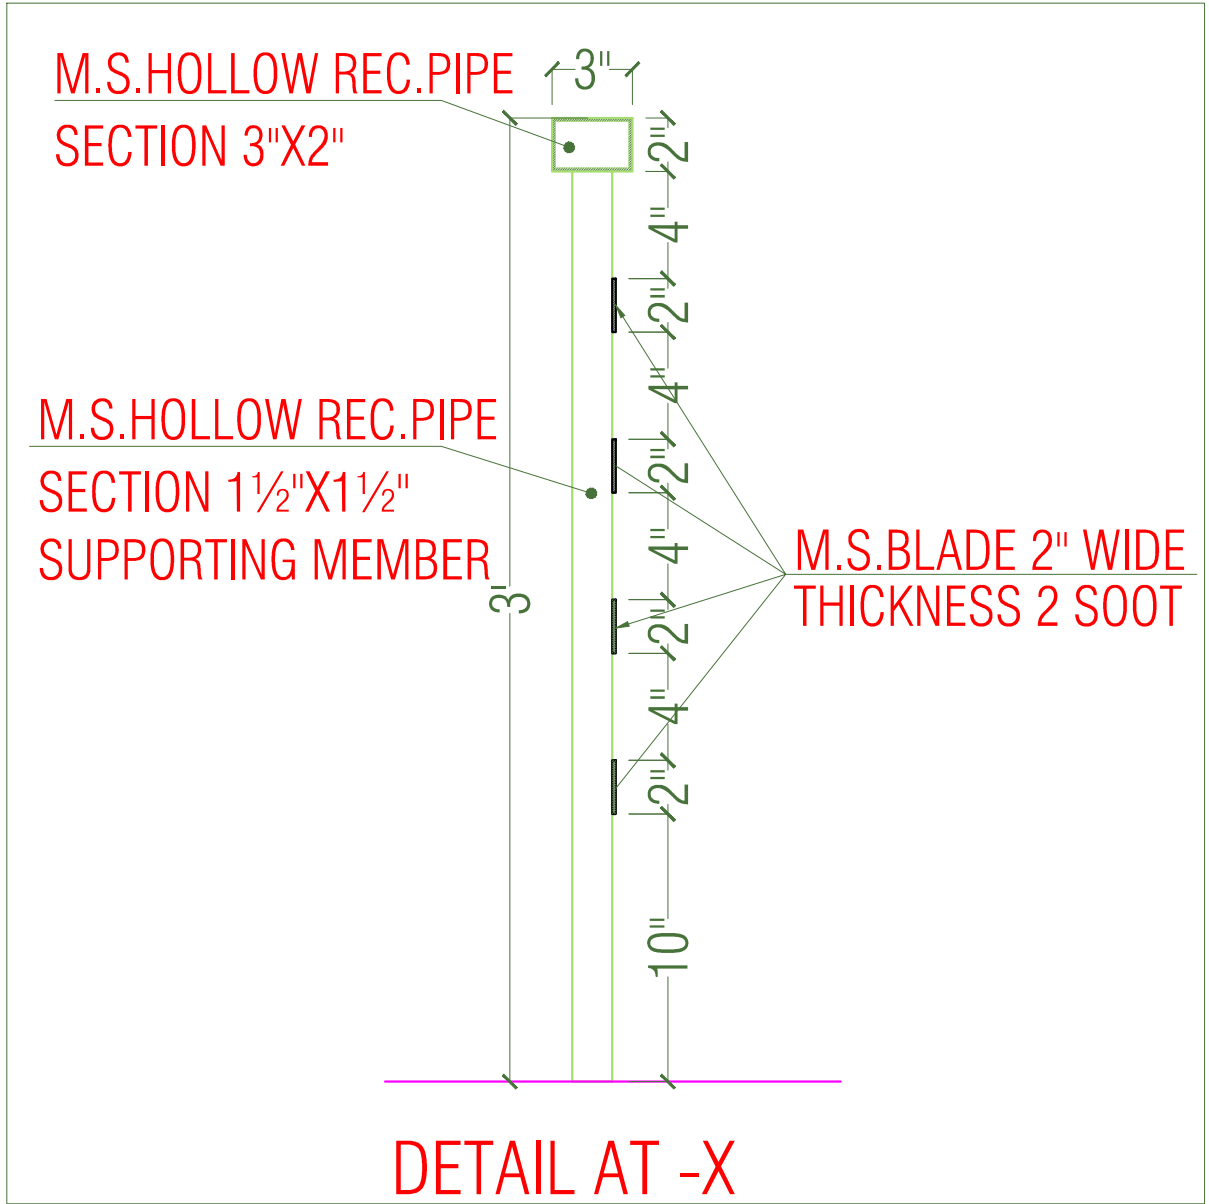 M.S.HOLLOW REC.PIPE
SECTION 3"X2"
3"
2"
4"
2"
4"
M.S.HOLLOW REC.PIPE
SECTION 1½"X1½"
SUPPORTING MEMBER
2"
4"
3'
M.S.BLADE 2" WIDE
THICKNESS 2 SOOT
2"
4"
2"
10"
DETAIL AT -X